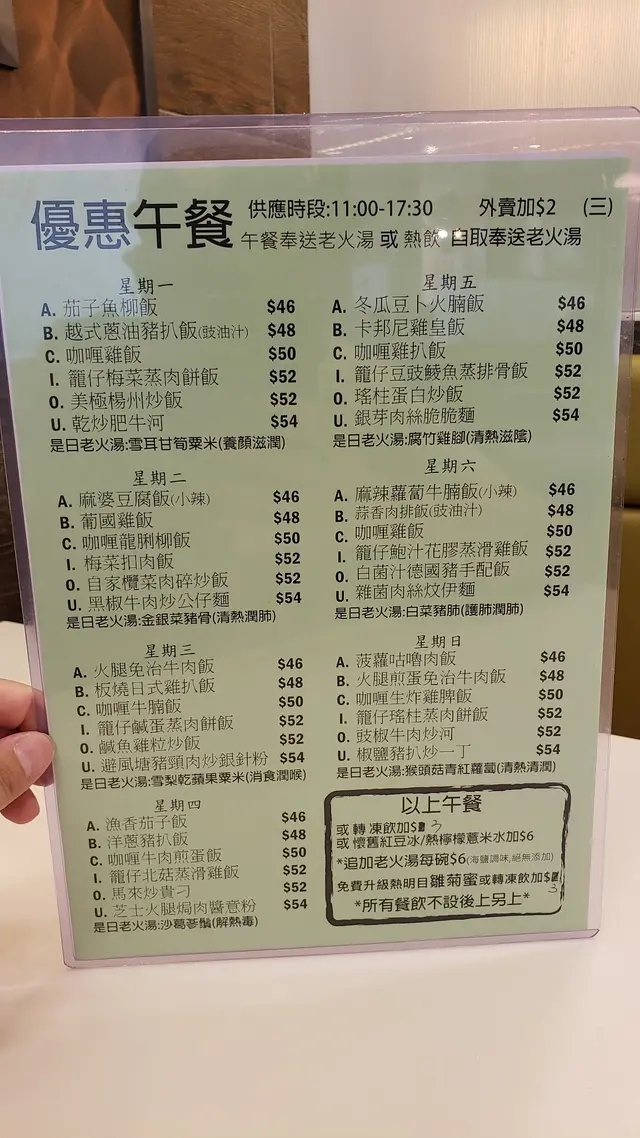 優惠午餐 供應時段:11:00-17:30 外賣加$2 (三)
午餐奉送老火湯 或 熱飲 自取奉送老火湯
星期一
A. 茄子魚柳飯 $46
B. 越式蔥油豬扒飯(豉油汁) $48
C. 咖喱雞飯 $50
I. 籠仔梅菜蒸肉餅飯 $52
O. 美極楊州炒飯 $52
U. 乾炒肥牛河 $54
是日老火湯:雪耳甘筍粟米(養顏滋潤)
星期二
A. 麻婆豆腐飯(小辣) $46
B. 葡國雞飯 $48
C. 咖喱龍脷柳飯 $50
I. 梅菜扣肉飯 $52
O. 自家欖菜肉碎炒飯 $52
U. 黑椒牛肉炒公仔麵 $54
是日老火湯:金銀菜豬骨(清熱潤肺)
星期三
A. 火腿免治牛肉飯 $46
B. 板燒日式雞扒飯 $48
C. 咖喱牛腩飯 $50
I. 籠仔鹹蛋蒸肉餅飯 $52
O. 鹹魚雞粒炒飯 $52
U. 避風塘豬頸肉炒銀針粉 $54
是日老火湯:雪梨乾蘋果粟米(消食潤喉)
星期四
A. 漁香茄子飯 $46
B. 洋蔥豬扒飯 $48
C. 咖喱牛肉煎蛋飯 $50
I. 籠仔北菇蒸滑雞飯 $52
O. 馬來炒貴刁 $52
U. 芝士火腿焗肉醬意粉 $54
是日老火湯:沙葛蔘鬚(解熱毒)
星期五
A. 冬瓜豆卜火腩飯 $46
B. 卡邦尼雞皇飯 $48
C. 咖喱雞扒飯 $50
I. 籠仔豆豉鯪魚蒸排骨飯 $52
O. 瑤柱蛋白炒飯 $52
U. 銀芽肉絲脆脆麵 $54
是日老火湯:腐竹雞腳(清熱滋陰)
星期六
A. 麻辣蘿蔔牛腩飯(小辣) $46
B. 蒜香肉排飯(豉油汁) $48
C. 咖喱雞飯 $50
I. 籠仔鮑汁花膠蒸滑雞飯 $52
O. 白菌汁德國豬手配飯 $52
U. 雜菌肉絲炆伊麵 $54
是日老火湯:白菜豬肺(護肺潤肺)
星期日
A. 菠蘿咕嚕肉飯 $46
B. 火腿煎蛋免治牛肉飯 $48
C. 咖喱生炸雞脾飯 $50
I. 籠仔瑤柱蒸肉餅飯 $52
O. 豉椒牛肉炒河 $52
U. 椒鹽豬扒炒一丁 $54
是日老火湯:猴頭菇青紅蘿蔔(清熱清潤)
以上午餐
或 轉 凍飲加$3
或 懷舊紅豆冰/熱檸檬薏米水加$6
*追加老火湯每碗$6(海鹽調味,絕無添加)
免費升級熱明目雛菊蜜或轉凍飲加$3
*所有餐飲不設後上另上*